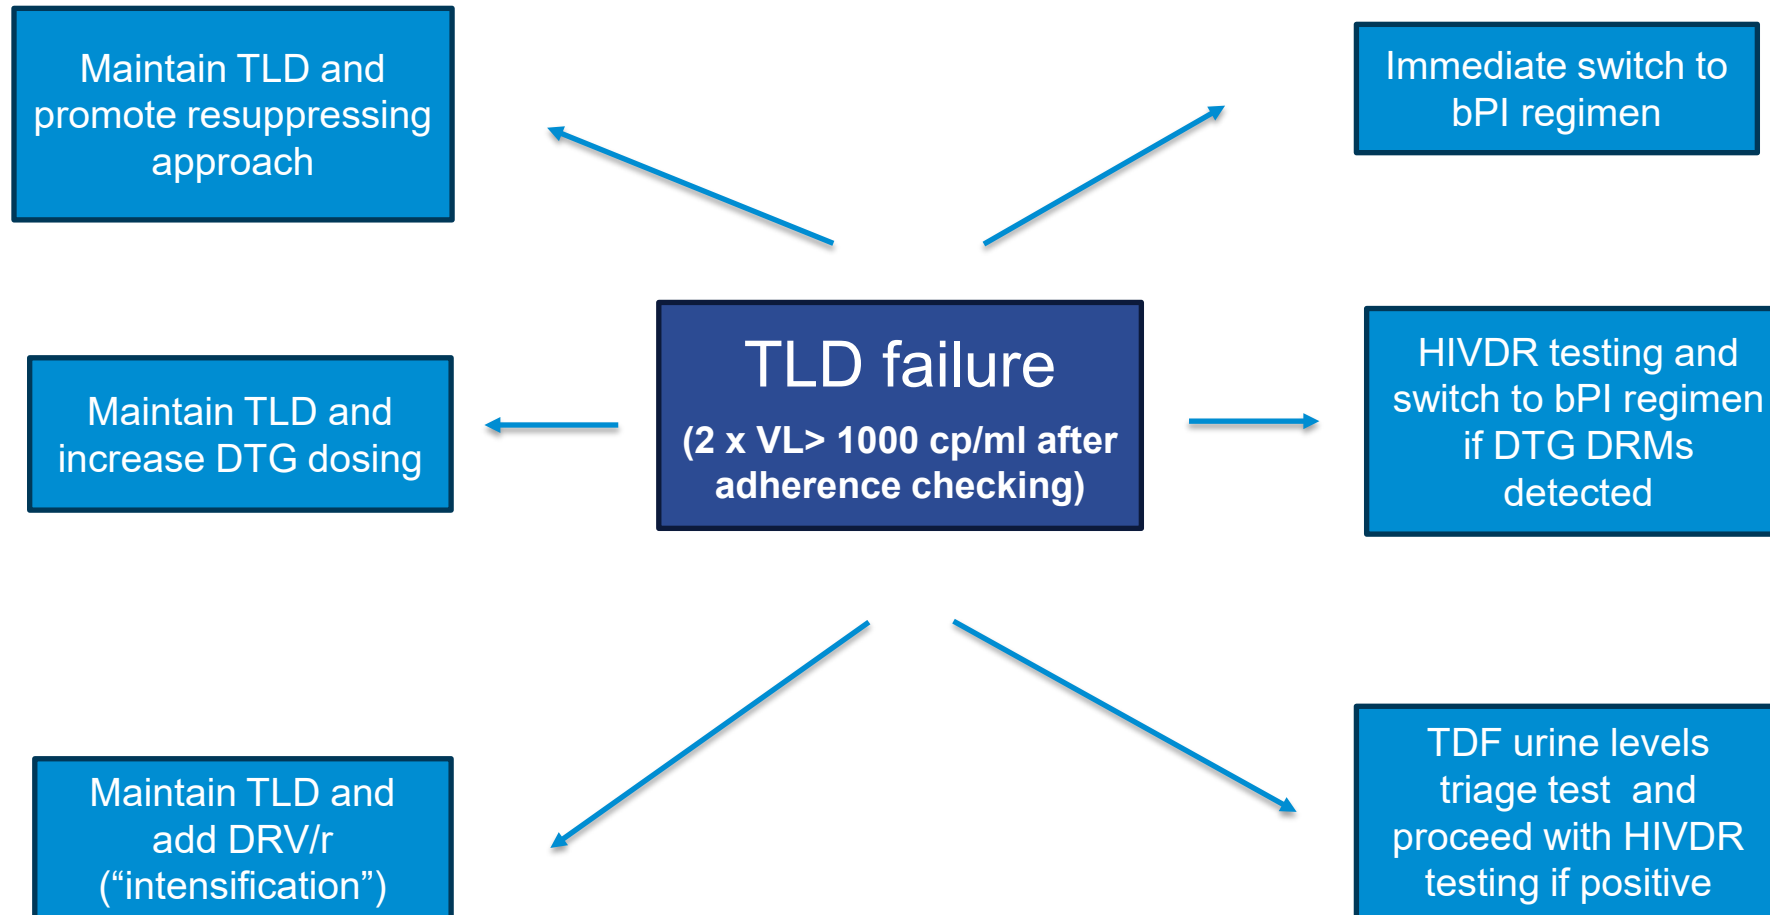 Maintain TLD and
promote resuppressing
approach
Immediate switch to
bPI regimen
TLD failure
(2 x VL> 1000 cp/ml after
adherence checking)
Maintain TLD and
increase DTG dosing
HIVDR testing and
switch to bPI regimen
if DTG DRMs
detected
Maintain TLD and
add DRV/r
(“intensification”)
TDF urine levels
triage test  and
proceed with HIVDR
testing if positive